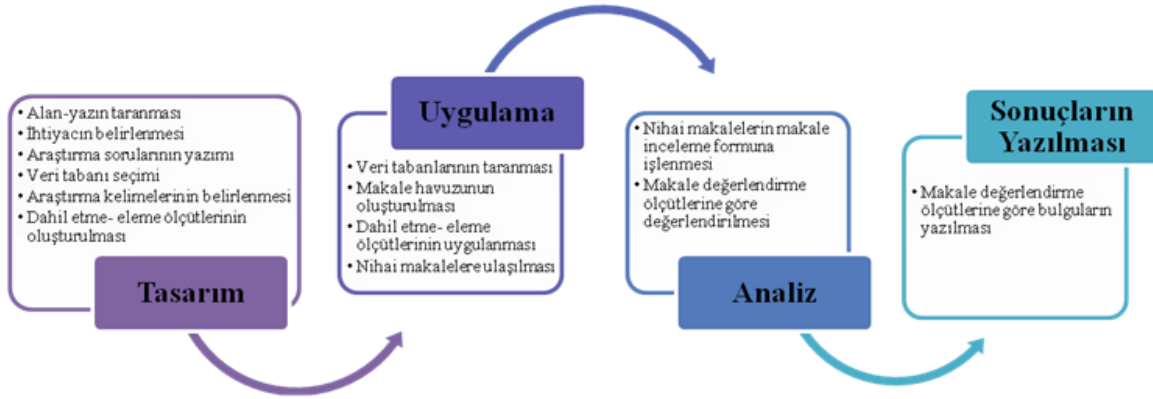 • Alan-yazın taranması
• İhtiyacın belirlenmesi
• Araştırma sorularının yazımı
• Veri tabanı seçimi
• Araştırma kelimelerinin belirlenmesi
• Dahil etme- eleme ölçütlerinin
oluşturulması
Tasarım
Uygulama
• Veri tabanlarının taranması
• Makale havuzunun
oluşturulması
• Dahil etme- eleme
ölçütlerinin uygulanması
• Nihai makalelere ulaşılması
• Nihai makalelerin makale
inceleme formuna
işlenmesi
• Makale değerlendirme
ölçütlerine göre
değerlendirilmesi
Analiz
Sonuçların
Yazılması
• Makale değerlendirme
ölçütlerine göre bulguların
yazılması